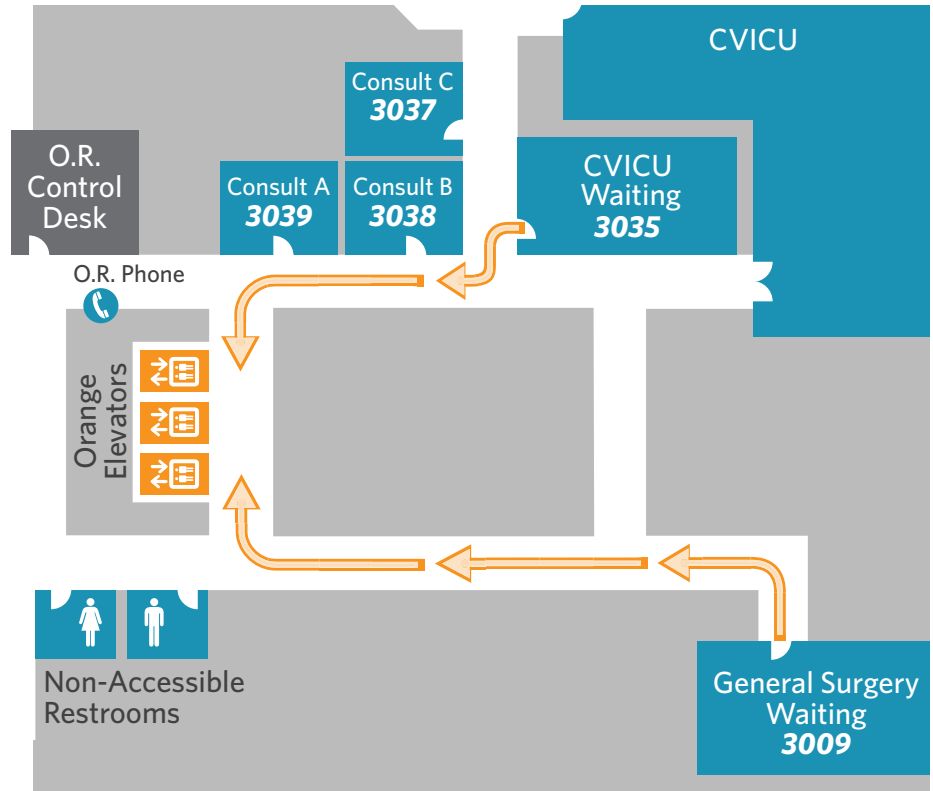 CVICU
Consult C
3037
O.R.
Control
Desk
Consult A
3039
Consult B
3038
CVICU
Waiting
3035
O.R. Phone
Orange
Elevators
Non-Accessible
Restrooms
General Surgery
Waiting
3009